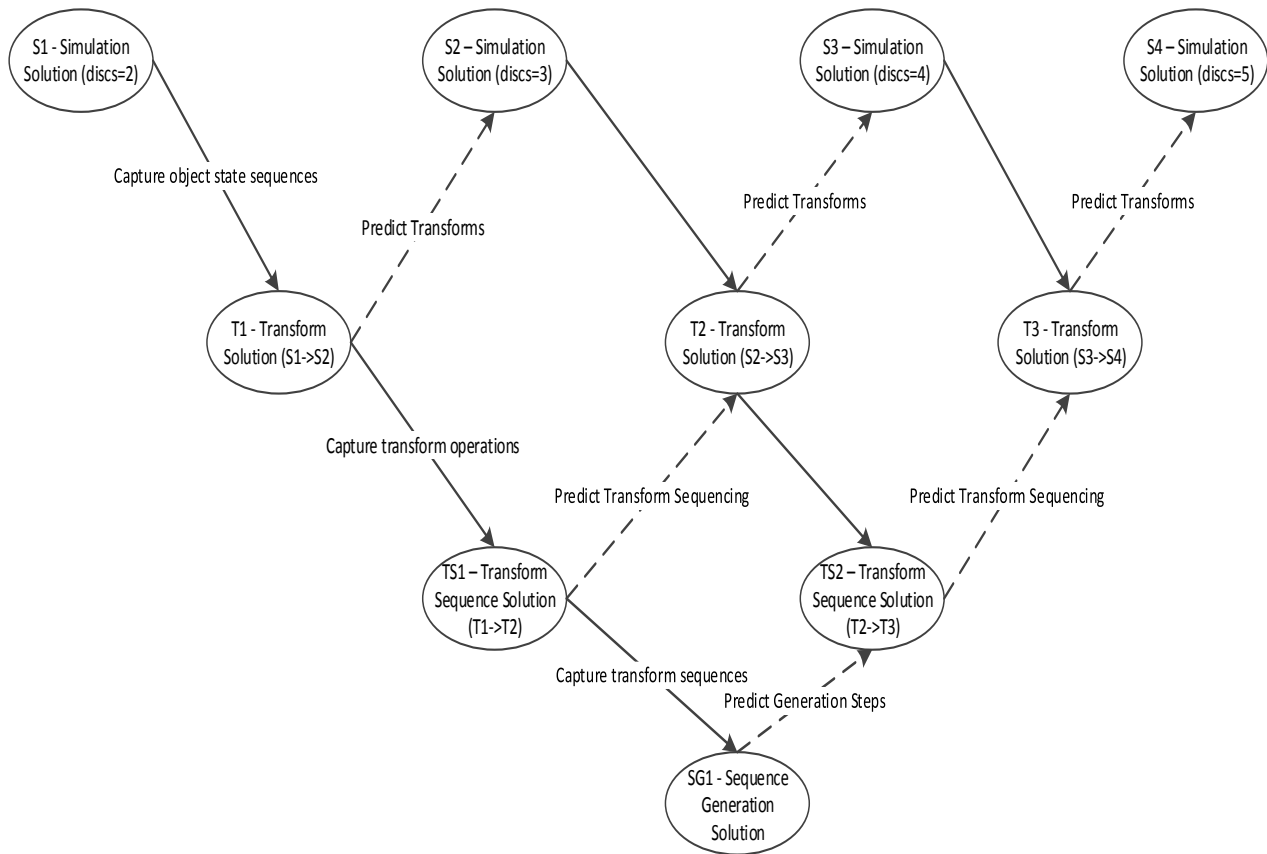 S1 - Simulation
Solution (discs=2)
S2 – Simulation
Solution (discs=3)
S3 – Simulation
Solution (discs=4)
S4 – Simulation
Solution (discs=5)
Capture object state sequences
Predict Transforms
Predict Transforms
Predict Transforms
T1 - Transform
Solution (S1->S2)
T2 - Transform
Solution (S2->S3)
T3 - Transform
Solution (S3->S4)
Capture transform operations
Predict Transform Sequencing
Predict Transform Sequencing
TS1 – Transform
Sequence Solution
(T1->T2)
TS2 – Transform
Sequence Solution
(T2->T3)
Capture transform sequences
Predict Generation Steps
SG1 - Sequence
Generation
Solution